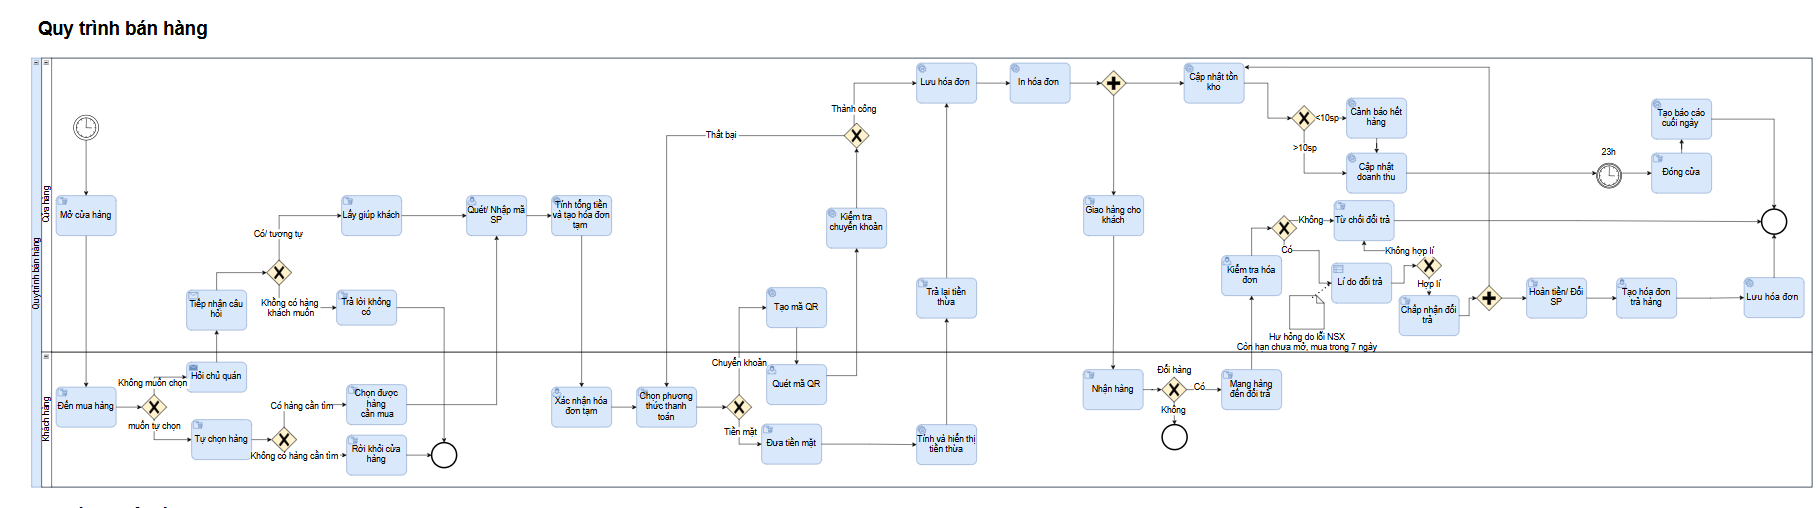 Quy trình bán hàng
Quy trình bán hàng
Cửa hàng
Mở cửa hàng
Tiếp nhận câu
hỏi
Có/ tương tự
Không có hàng
khách muốn
Lấy giúp khách
Trả lời không
có
Quét/ Nhập mã
SP
Tính tổng tiền
và tạo hóa đơn
tạm
Thất bại
Thành công
Kiểm tra
chuyển khoản
Tạo mã QR
Lưu hóa đơn
In hóa đơn
Trả lại tiền
thừa
Giao hàng cho
khách
Cập nhật tồn
kho
<10sp
>10sp
Cảnh báo hết
hàng
Cập nhật
doanh thu
23h
Đóng cửa
Tạo báo cáo
cuối ngày
Kiểm tra hóa
đơn
Không
Có
Từ chối đổi trả
Lí do đổi trả
Không hợp lí
Hợp lí
Chấp nhận đổi
trả
Hư hỏng do lỗi NSX
Còn hạn chưa mở, mua trong 7 ngày
Hoàn tiền/ Đổi
SP
Tạo hóa đơn
trả hàng
Lưu hóa đơn
Khách hàng
Đến mua hàng
Không muốn chọn
muốn tự chọn
Hỏi chủ quán
Tự chọn hàng
Có hàng cần tìm
Không có hàng cần tìm
Chọn được
hàng
cần mua
Rời khỏi cửa
hàng
Xác nhận hóa
đơn tạm
Chọn phương
thức thanh
toán
Chuyển khoản
Tiền mặt
Quét mã QR
Đưa tiền mặt
Tính và hiển thị
tiền thừa
Nhận hàng
Đổi hàng
Có
Không
Mang hàng
đến đổi trả